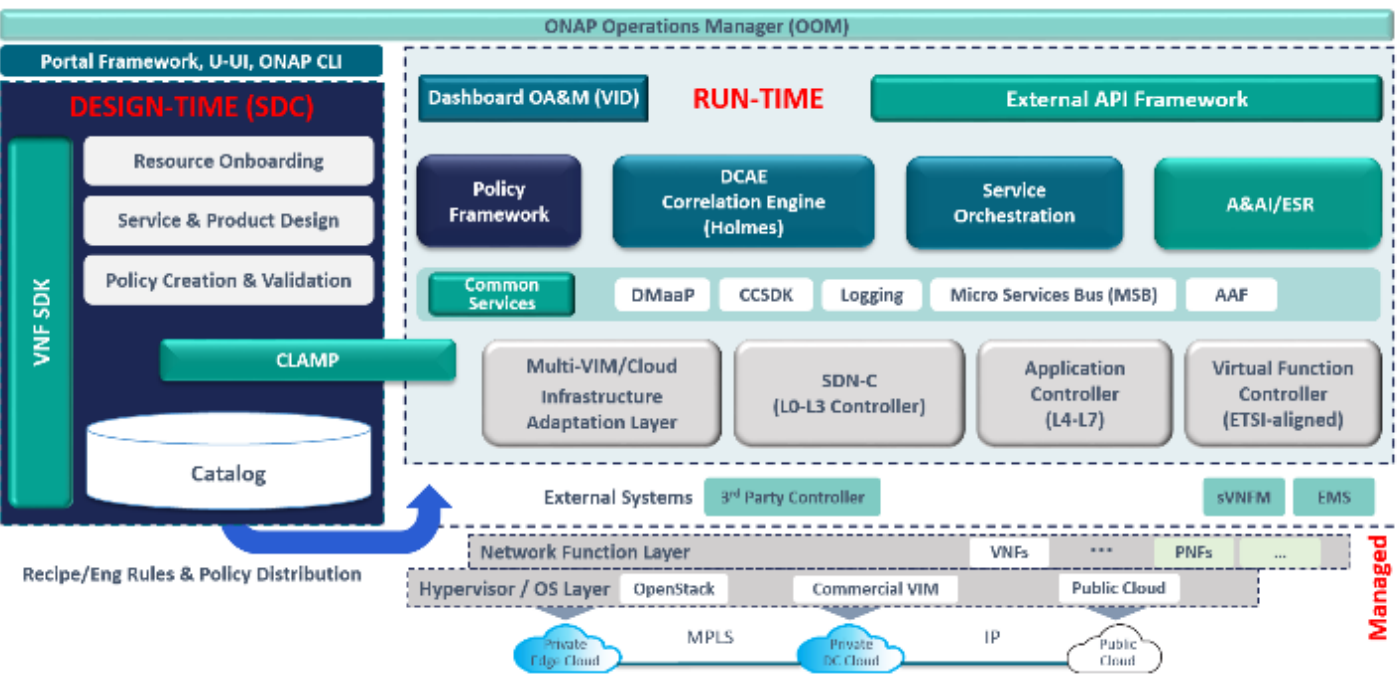 ONAP Operations Manager (OOM)
Portal Framework, U-UI, ONAP CLI
DESIGN-TIME (SDC)
VNF SDK
Resource Onboarding
Service & Product Design
Policy Creation & Validation
CLAMP
Catalog
Recipe/Eng Rules & Policy Distribution
Dashboard OA&M (VID)
RUN-TIME
External API Framework
Policy
Framework
DCAE
Correlation Engine
(Holmes)
Service
Orchestration
A&AI/ESR
Common
Services
DMaaP
CCSDK
Logging
Micro Services Bus (MSB)
AAF
Multi-VIM/Cloud
Infrastructure
Adaptation Layer
SDN-C
(L0-L3 Controller)
Application
Controller
(L4-L7)
Virtual Function
Controller
(ETSI-aligned)
External Systems
3rd Party Controller
sVNFM
EMS
Network Function Layer
VNFs
***
PNFs
...
Hypervisor / OS Layer
OpenStack
Commercial VIM
Public Cloud
Managed
Private
Edge Cloud
MPLS
Private
DC Cloud
IP
Public
Cloud